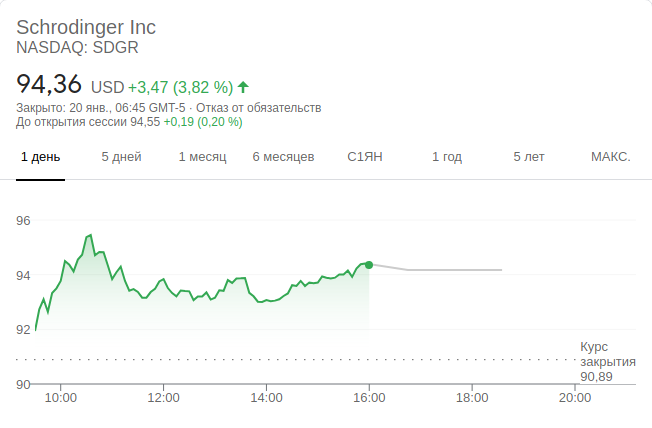 Schrodinger Inc
NASDAQ: SDGR
94,36 USD +3,47 (3,82 %)
Закрыто: 20 янв., 06:45 GMT-5 · Отказ от обязательств
До открытия сессии 94,55 +0,19 (0,20 %)
1 день 5 дней 1 месяц 6 месяцев С1ЯН 1 год 5 лет МАКС.
96
94
92
Курс
закрытия
90,89
90
10:00 12:00 14:00 16:00 18:00 20:00